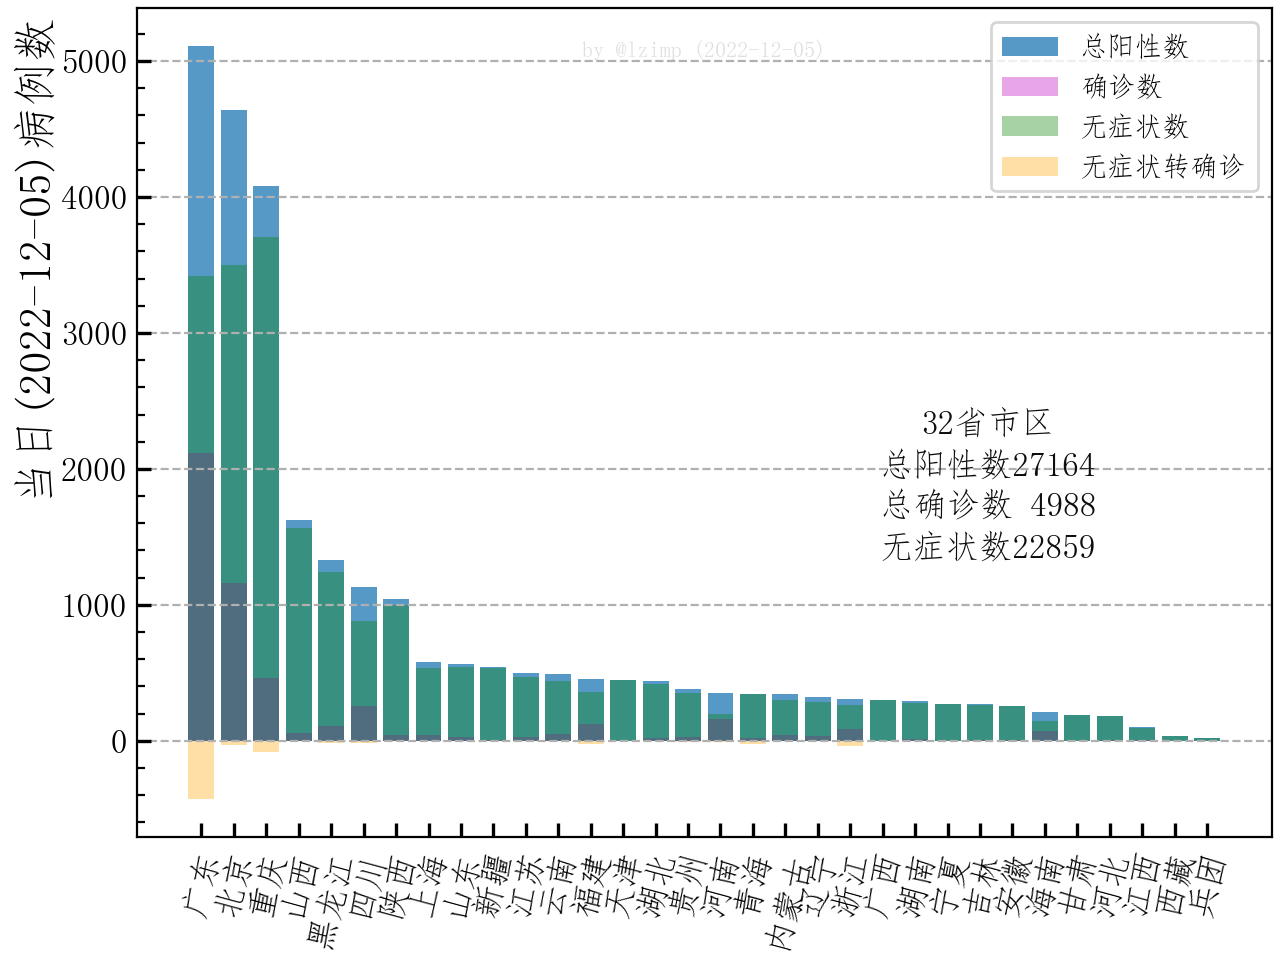 当日(2022-12-05)病例数
5000
4000
3000
2000
1000
0
by @lzimp (2022-12-05)
总阳性数
确诊数
无症状数
无症状转确诊
32省市区
总阳性数27164
总确诊数 4988
无症状数22859
广东
北京
重庆
山西
黑龙江
四川
陕西
上海
山东
新疆
江苏
云南
福建
天津
湖北
贵州
河南
青海
内蒙古
辽宁
浙江
广西
湖南
宁夏
吉林
安徽
海南
甘肃
河北
江西
西藏
兵团